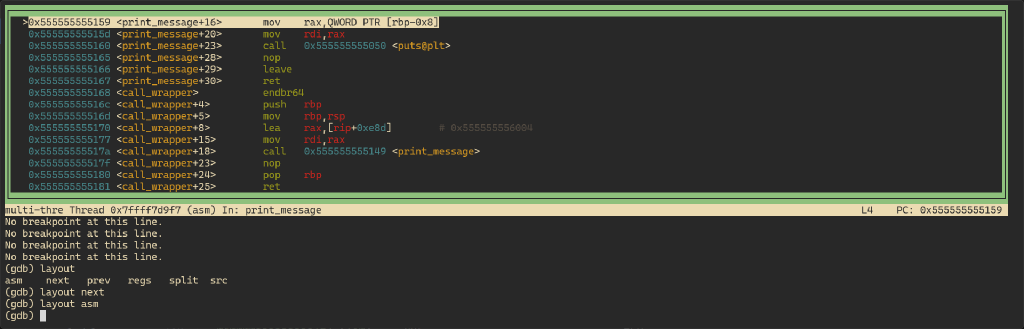 >0x555555555159 <print_message+16> mov rax,QWORD PTR [rbp-0x8]
0x55555555515d <print_message+20> mov rdi,rax
0x555555555160 <print_message+23> call 0x555555555050 <puts@plt>
0x555555555165 <print_message+28> nop
0x555555555166 <print_message+29> leave
0x555555555167 <print_message+30> ret
0x555555555168 <call_wrapper> endbr64
0x55555555516c <call_wrapper+4> push rbp
0x55555555516d <call_wrapper+5> mov rbp,rsp
0x555555555170 <call_wrapper+8> lea rax,[rip+0xe8d] # 0x555555556004
0x555555555177 <call_wrapper+15> mov rdi,rax
0x55555555517a <call_wrapper+18> call 0x555555555149 <print_message>
0x55555555517f <call_wrapper+23> nop
0x555555555180 <call_wrapper+24> pop rbp
0x555555555181 <call_wrapper+25> ret
multi-thre Thread 0x7ffff7d9f7 (asm) In: print_message L4 PC: 0x555555555159
No breakpoint at this line.
No breakpoint at this line.
No breakpoint at this line.
No breakpoint at this line.
(gdb) layout
asm next prev regs split src
(gdb) layout next
(gdb) layout asm
(gdb)